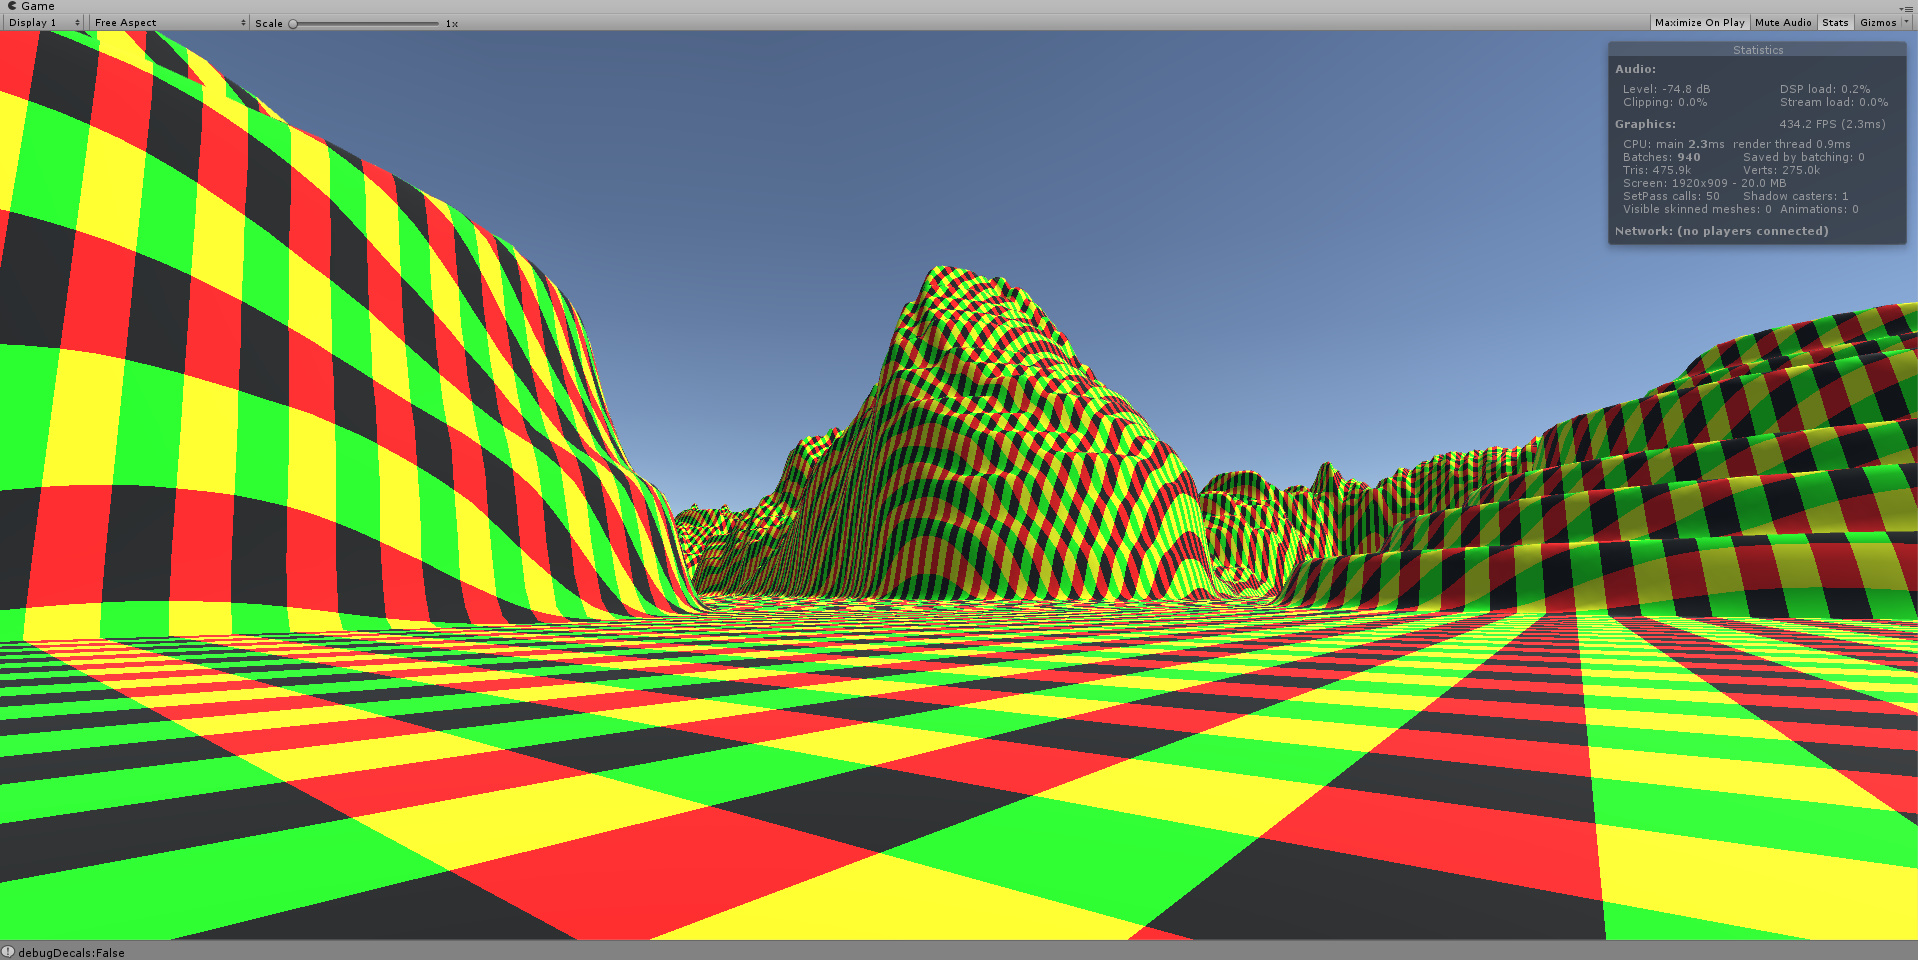 Game
Display 1 Free Aspect Scale 1x Maximize On Play Mute Audio Stats Gizmos
Statistics
Audio:
Level: -74.8 dB DSP load: 0.2%
Clipping: 0.0% Stream load: 0.0%
Graphics: 434.2 FPS (2.3ms)
CPU: main 2.3ms render thread 0.9ms
Batches: 940 Saved by batching: 0
Tris: 475.9k Verts: 275.0k
Screen: 1920x909 - 20.0 MB
SetPass calls: 50 Shadow casters: 1
Visible skinned meshes: 0 Animations: 0
Network: (no players connected)
debugDecals:False